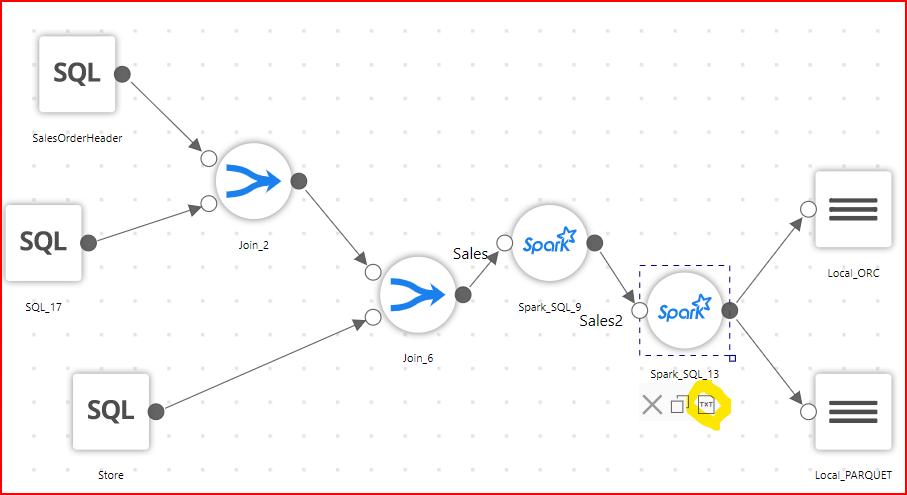 SQL
SalesOrderHeader
SQL
SQL_17
Join_2
SQL
Store
Join_6
Sales
Spark
Spark_SQL_9
Sales2
Spark
Spark_SQL_13
TXT
Local_ORC
Local_PARQUET